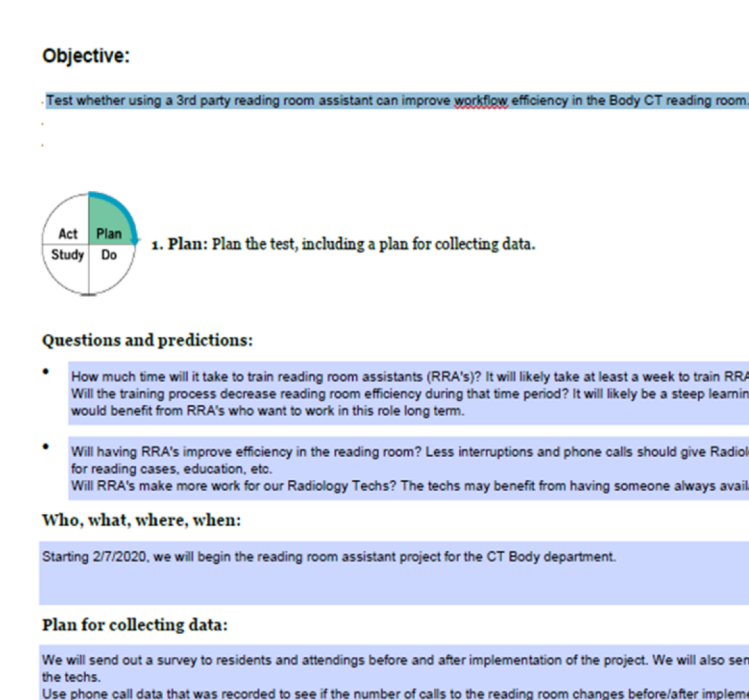 Objective:
Test whether using a 3rd party reading room assistant can improve workflow efficiency in the Body CT reading room.
Act Plan
Study Do
1. Plan: Plan the test, including a plan for collecting data.
Questions and predictions:
• How much time will it take to train reading room assistants (RRA's)? It will likely take at least a week to train RRA
Will the training process decrease reading room efficiency during that time period? It will likely be a steep learnin
would benefit from RRA's who want to work in this role long term.
• Will having RRA's improve efficiency in the reading room? Less interruptions and phone calls should give Radiol
for reading cases, education, etc.
Will RRA's make more work for our Radiology Techs? The techs may benefit from having someone always avail
Who, what, where, when:
Starting 2/7/2020, we will begin the reading room assistant project for the CT Body department.
Plan for collecting data:
We will send out a survey to residents and attendings before and after implementation of the project. We will also sen
the techs.
Use phone call data that was recorded to see if the number of calls to the reading room changes before/after impleme